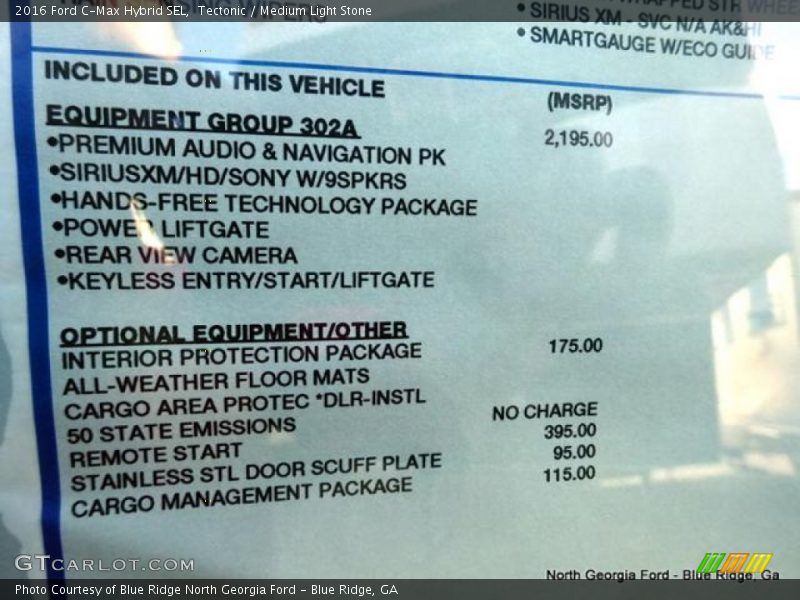 2016 Ford C-Max Hybrid SEL, Tectonic / Medium Light Stone
• SIRIUS XM - SVC N/A AK&HI
• SMARTGAUGE W/ECO GUIDE
INCLUDED ON THIS VEHICLE
(MSRP)
EQUIPMENT GROUP 302A
2,195.00
•PREMIUM AUDIO & NAVIGATION PK
•SIRIUSXM/HD/SONY W/9SPKRS
•HANDS-FREE TECHNOLOGY PACKAGE
•POWER LIFTGATE
•REAR VIEW CAMERA
•KEYLESS ENTRY/START/LIFTGATE
OPTIONAL EQUIPMENT/OTHER
INTERIOR PROTECTION PACKAGE 175.00
ALL-WEATHER FLOOR MATS
CARGO AREA PROTEC *DLR-INSTL
50 STATE EMISSIONS NO CHARGE
REMOTE START 395.00
STAINLESS STL DOOR SCUFF PLATE 95.00
CARGO MANAGEMENT PACKAGE 115.00
GTCARLOT.COM
North Georgia Ford - Blue Ridge, Ga
Photo Courtesy of Blue Ridge North Georgia Ford - Blue Ridge, GA